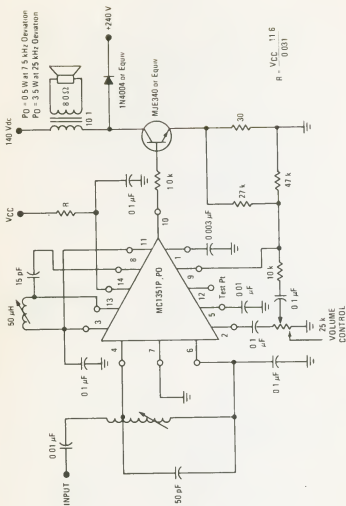 140 Vdc
PO = 0.5 W at 7.5 kHz Deviation
PO = 3.5 W at 25 kHz Deviation
8.0 Ω
10:1
+240 V
1N4004 or Equiv
MJE340 or Equiv
VCC
R
0.1 µF
15 pF
50 µH
3
13
14
8
11
10
1.0 k
30
27 k
47 k
R = VCC - 11.6
0.031
0.1 µF
4
7
6
MC1351P, PQ
1
0.003 µF
9
12
Test Pt
5
0.01 µF
2
10 k
0.1 µF
0.1 µF
25 k
VOLUME CONTROL
INPUT
0.01 µF
50 pF
0.1 µF